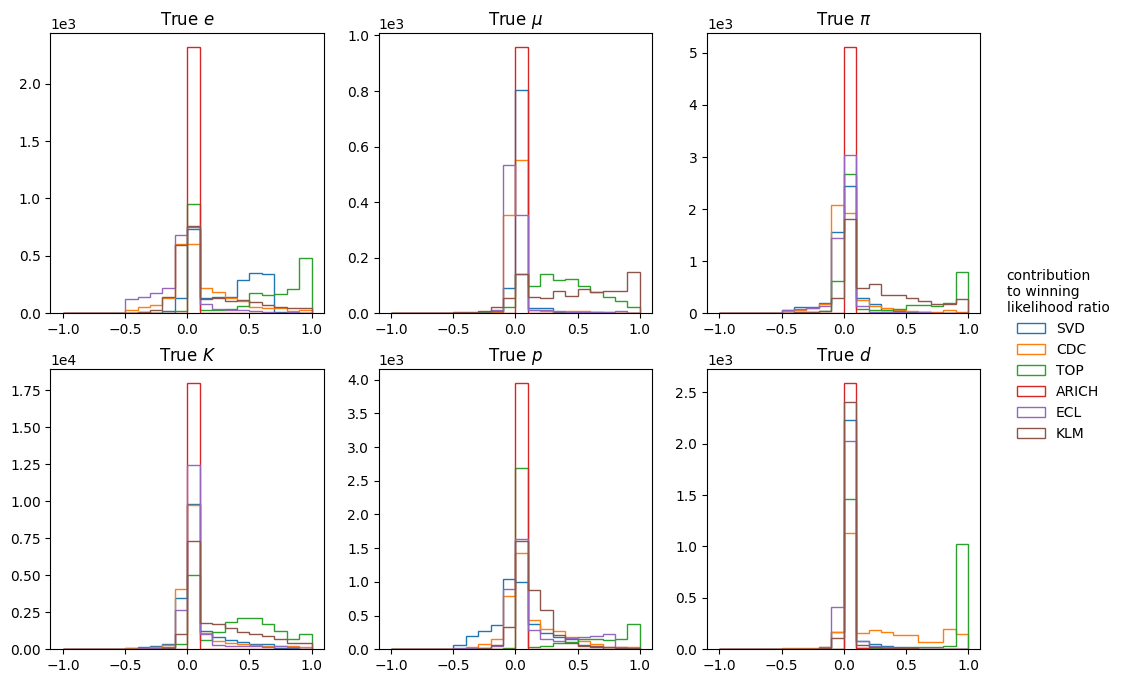 True e
1e3
2.0
1.5
1.0
0.5
0.0
−1.0 −0.5 0.0 0.5 1.0
True μ
1e3
1.0
0.8
0.6
0.4
0.2
0.0
−1.0 −0.5 0.0 0.5 1.0
True π
1e3
5
4
3
2
1
0
−1.0 −0.5 0.0 0.5 1.0
contribution
to winning
likelihood ratio
SVD
CDC
TOP
ARICH
ECL
KLM
True K
1e4
1.75
1.50
1.25
1.00
0.75
0.50
0.25
0.00
−1.0 −0.5 0.0 0.5 1.0
True p
1e3
4.0
3.5
3.0
2.5
2.0
1.5
1.0
0.5
0.0
−1.0 −0.5 0.0 0.5 1.0
True d
1e3
2.5
2.0
1.5
1.0
0.5
0.0
−1.0 −0.5 0.0 0.5 1.0